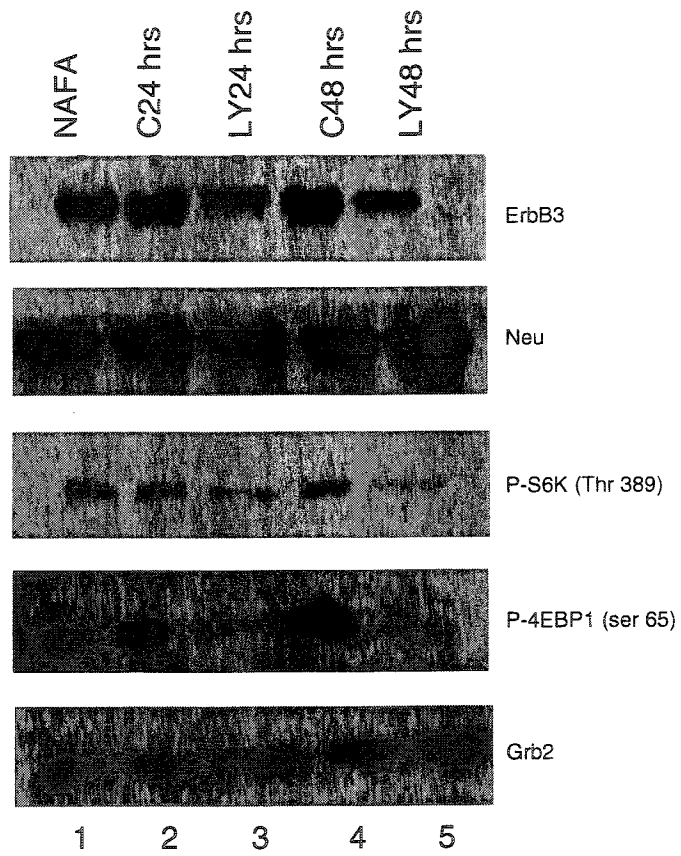 NAFA
C24 hrs
LY24 hrs
C48 hrs
LY48 hrs
ErbB3
Neu
P-S6K (Thr 389)
P-4EBP1 (ser 65)
Grb2
1 2 3 4 5